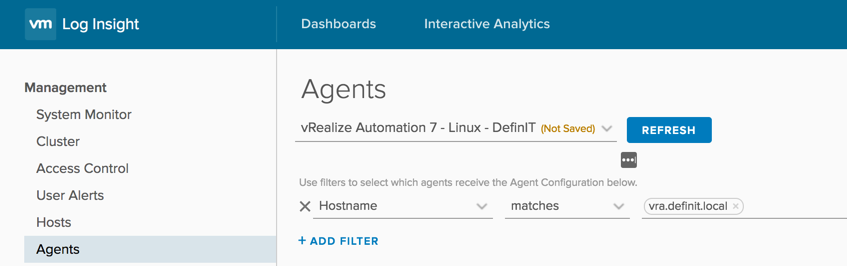 vm Log Insight
Dashboards
Interactive Analytics
Management
System Monitor
Cluster
Access Control
User Alerts
Hosts
Agents
Agents
vRealize Automation 7 - Linux - DefinIT (Not Saved)
REFRESH
Use filters to select which agents receive the Agent Configuration below.
Hostname
matches
vra.definit.local ×
+ ADD FILTER